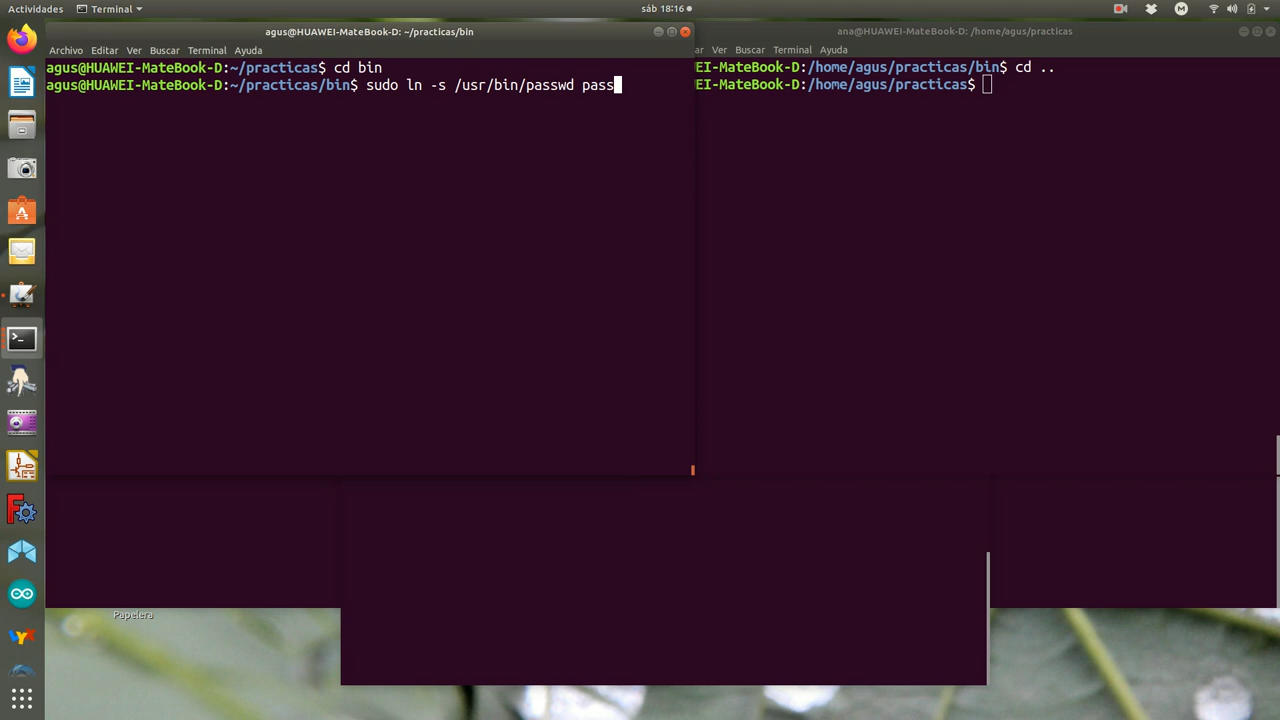 Actividades
Terminal
sáb 18:16
agus@HUAWEI-MateBook-D: ~/practicas/bin
Archivo Editar Ver Buscar Terminal Ayuda
agus@HUAWEI-MateBook-D:~/practicas$ cd bin
agus@HUAWEI-MateBook-D:~/practicas/bin$ sudo ln -s /usr/bin/passwd pass
ana@HUAWEI-MateBook-D: /home/agus/practicas
ar Ver Buscar Terminal Ayuda
EI-MateBook-D:/home/agus/practicas/bin$ cd ..
EI-MateBook-D:/home/agus/practicas$
Papelera